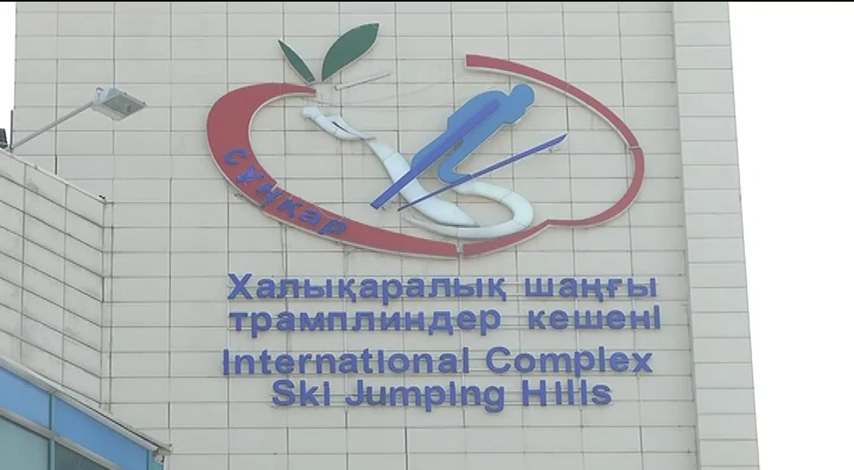 сұңқар
Халықаралық шаңғы
трамплиндер кешені
International Complex
Ski Jumping Hills